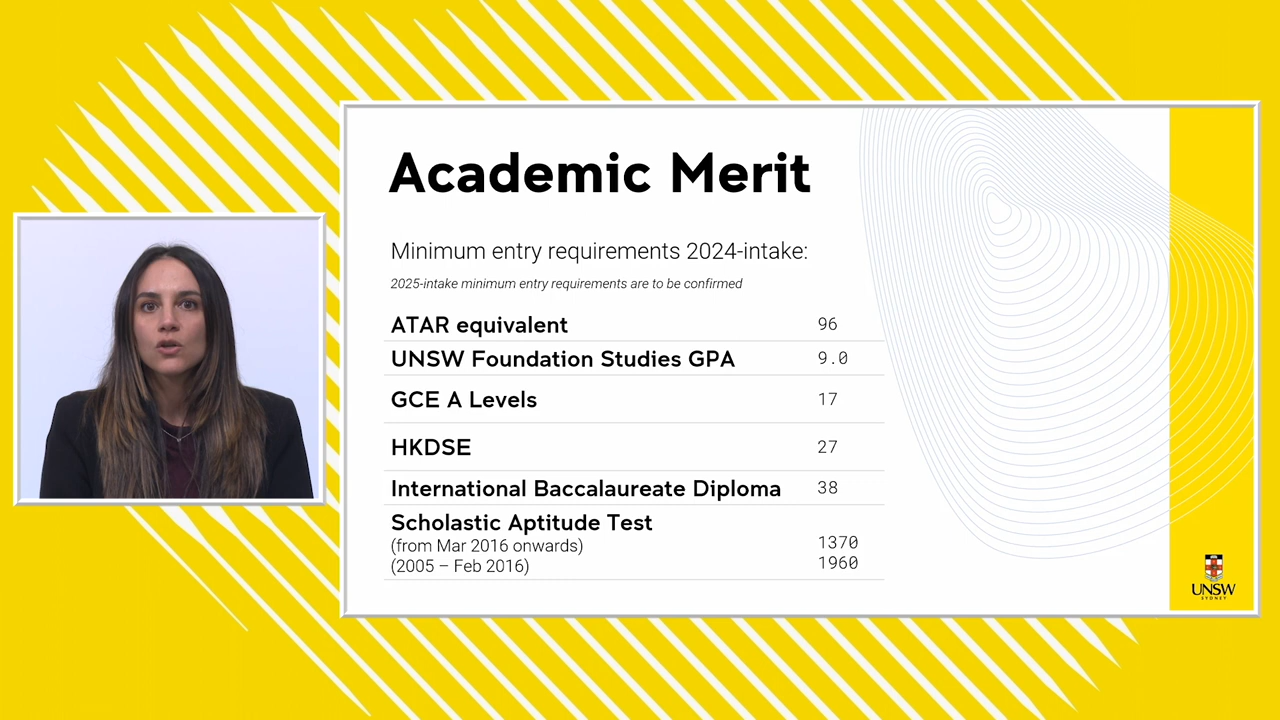 Academic Merit
Minimum entry requirements 2024-intake:
2025-intake minimum entry requirements are to be confirmed
ATAR equivalent 96
UNSW Foundation Studies GPA 9.0
GCE A Levels 17
HKDSE 27
International Baccalaureate Diploma 38
Scholastic Aptitude Test
(from Mar 2016 onwards) 1370
(2005 – Feb 2016) 1960
UNSW
SYDNEY